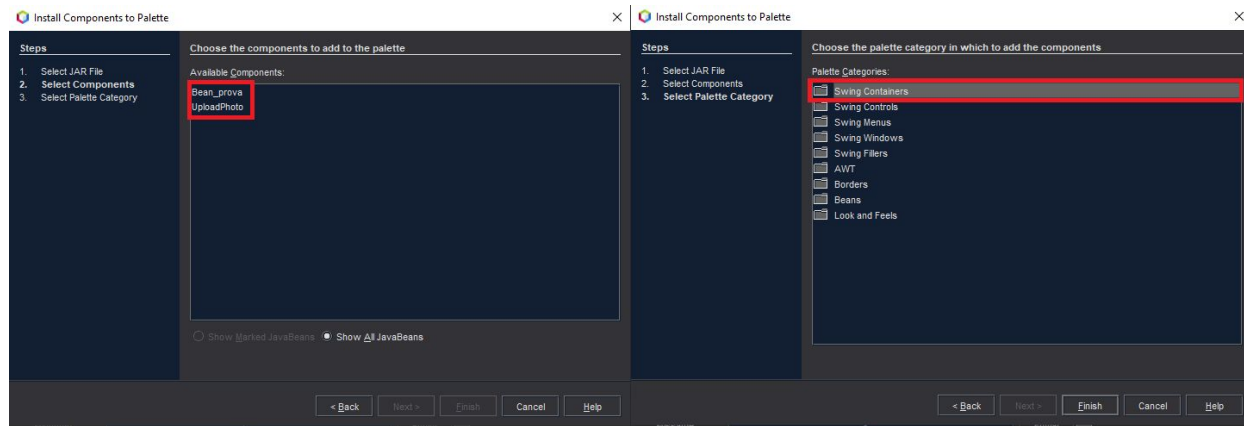 Install Components to Palette
Steps
1. Select JAR File
2. Select Components
3. Select Palette Category
Choose the components to add to the palette
Available Components:
Bean_prova
UploadPhoto
Show Marked JavaBeans
Show All JavaBeans
< Back
Next >
Finish
Cancel
Help
Install Components to Palette
Steps
1. Select JAR File
2. Select Components
3. Select Palette Category
Choose the palette category in which to add the components
Palette Categories:
Swing Containers
Swing Controls
Swing Menus
Swing Windows
Swing Fillers
AWT
Borders
Beans
Look and Feels
< Back
Next >
Finish
Cancel
Help